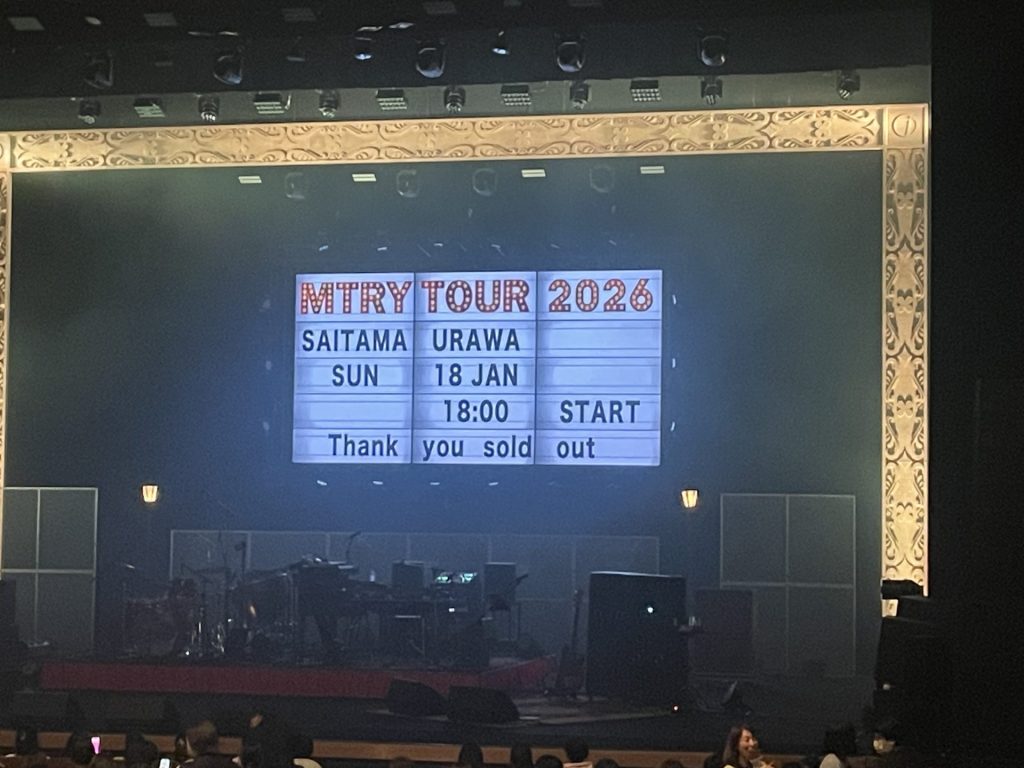 MTRY TOUR 2026
SAITAMA URAWA
SUN 18 JAN
18:00 START
Thank you sold out